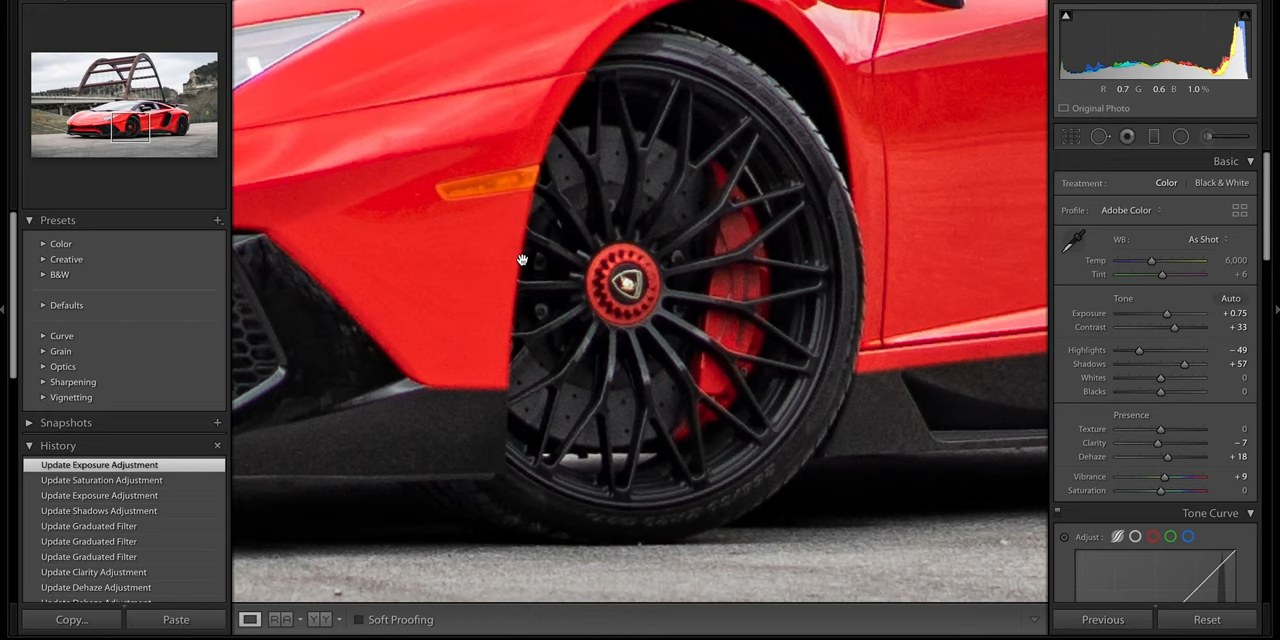 Presets +
Color
Creative
B&W
Defaults
Curve
Grain
Optics
Sharpening
Vignetting
Snapshots
History ×
Update Exposure Adjustment
Update Saturation Adjustment
Update Exposure Adjustment
Update Shadows Adjustment
Update Graduated Filter
Update Graduated Filter
Update Graduated Filter
Update Clarity Adjustment
Update Dehaze Adjustment
Copy... Paste
R A Y Y Soft Proofing
R 0.7 G 0.6 B 1.0 %
Original Photo
Basic
Treatment : Color Black & White
Profile : Adobe Color
WB : As Shot
Temp 6,000
Tint + 6
Tone Auto
Exposure + 0.75
Contrast + 33
Highlights – 49
Shadows + 57
Whites 0
Blacks 0
Presence
Texture 0
Clarity – 7
Dehaze + 18
Vibrance + 9
Saturation 0
Tone Curve
Adjust :
Previous Reset